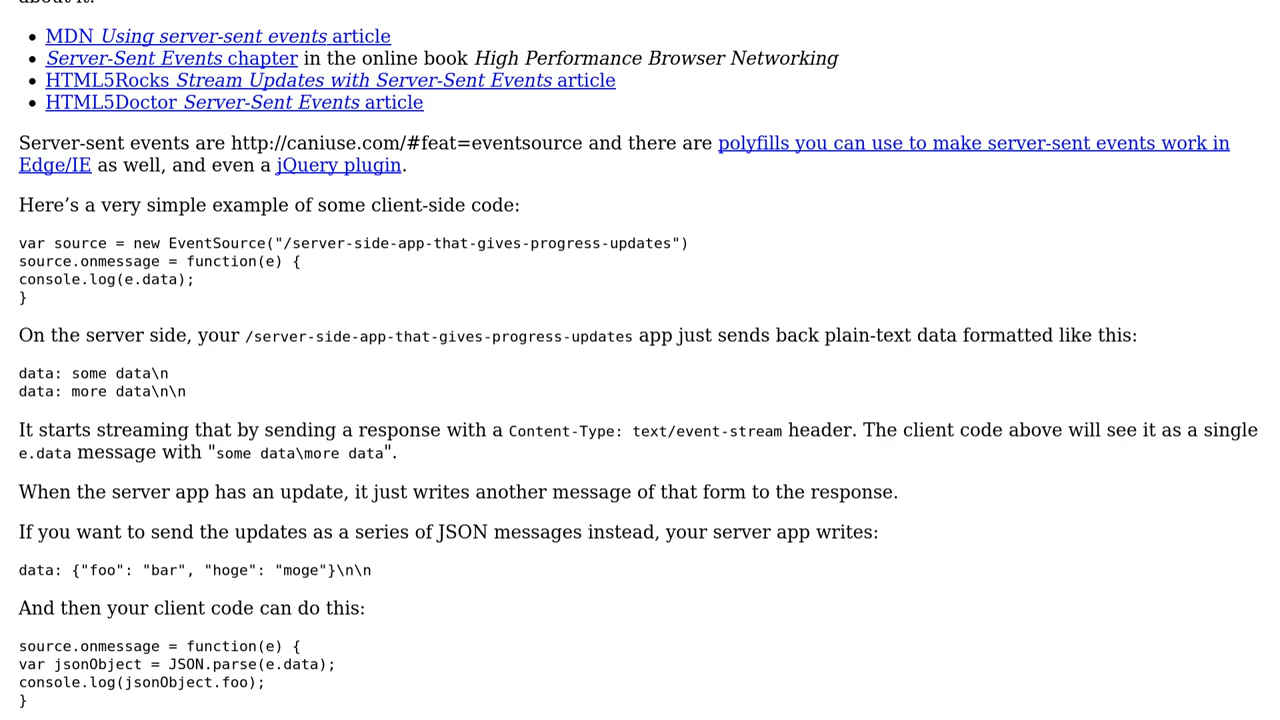 about it:
MDN Using server-sent events article
Server-Sent Events chapter in the online book High Performance Browser Networking
HTML5Rocks Stream Updates with Server-Sent Events article
HTML5Doctor Server-Sent Events article
Server-sent events are http://caniuse.com/#feat=eventsource and there are polyfills you can use to make server-sent events work in
Edge/IE as well, and even a jQuery plugin.
Here’s a very simple example of some client-side code:
var source = new EventSource("/server-side-app-that-gives-progress-updates")
source.onmessage = function(e) {
console.log(e.data);
}
On the server side, your /server-side-app-that-gives-progress-updates app just sends back plain-text data formatted like this:
data: some data\n
data: more data\n\n
It starts streaming that by sending a response with a Content-Type: text/event-stream header. The client code above will see it as a single
e.data message with "some data\more data".
When the server app has an update, it just writes another message of that form to the response.
If you want to send the updates as a series of JSON messages instead, your server app writes:
data: {"foo": "bar", "hoge": "moge"}\n\n
And then your client code can do this:
source.onmessage = function(e) {
var jsonObject = JSON.parse(e.data);
console.log(jsonObject.foo);
}